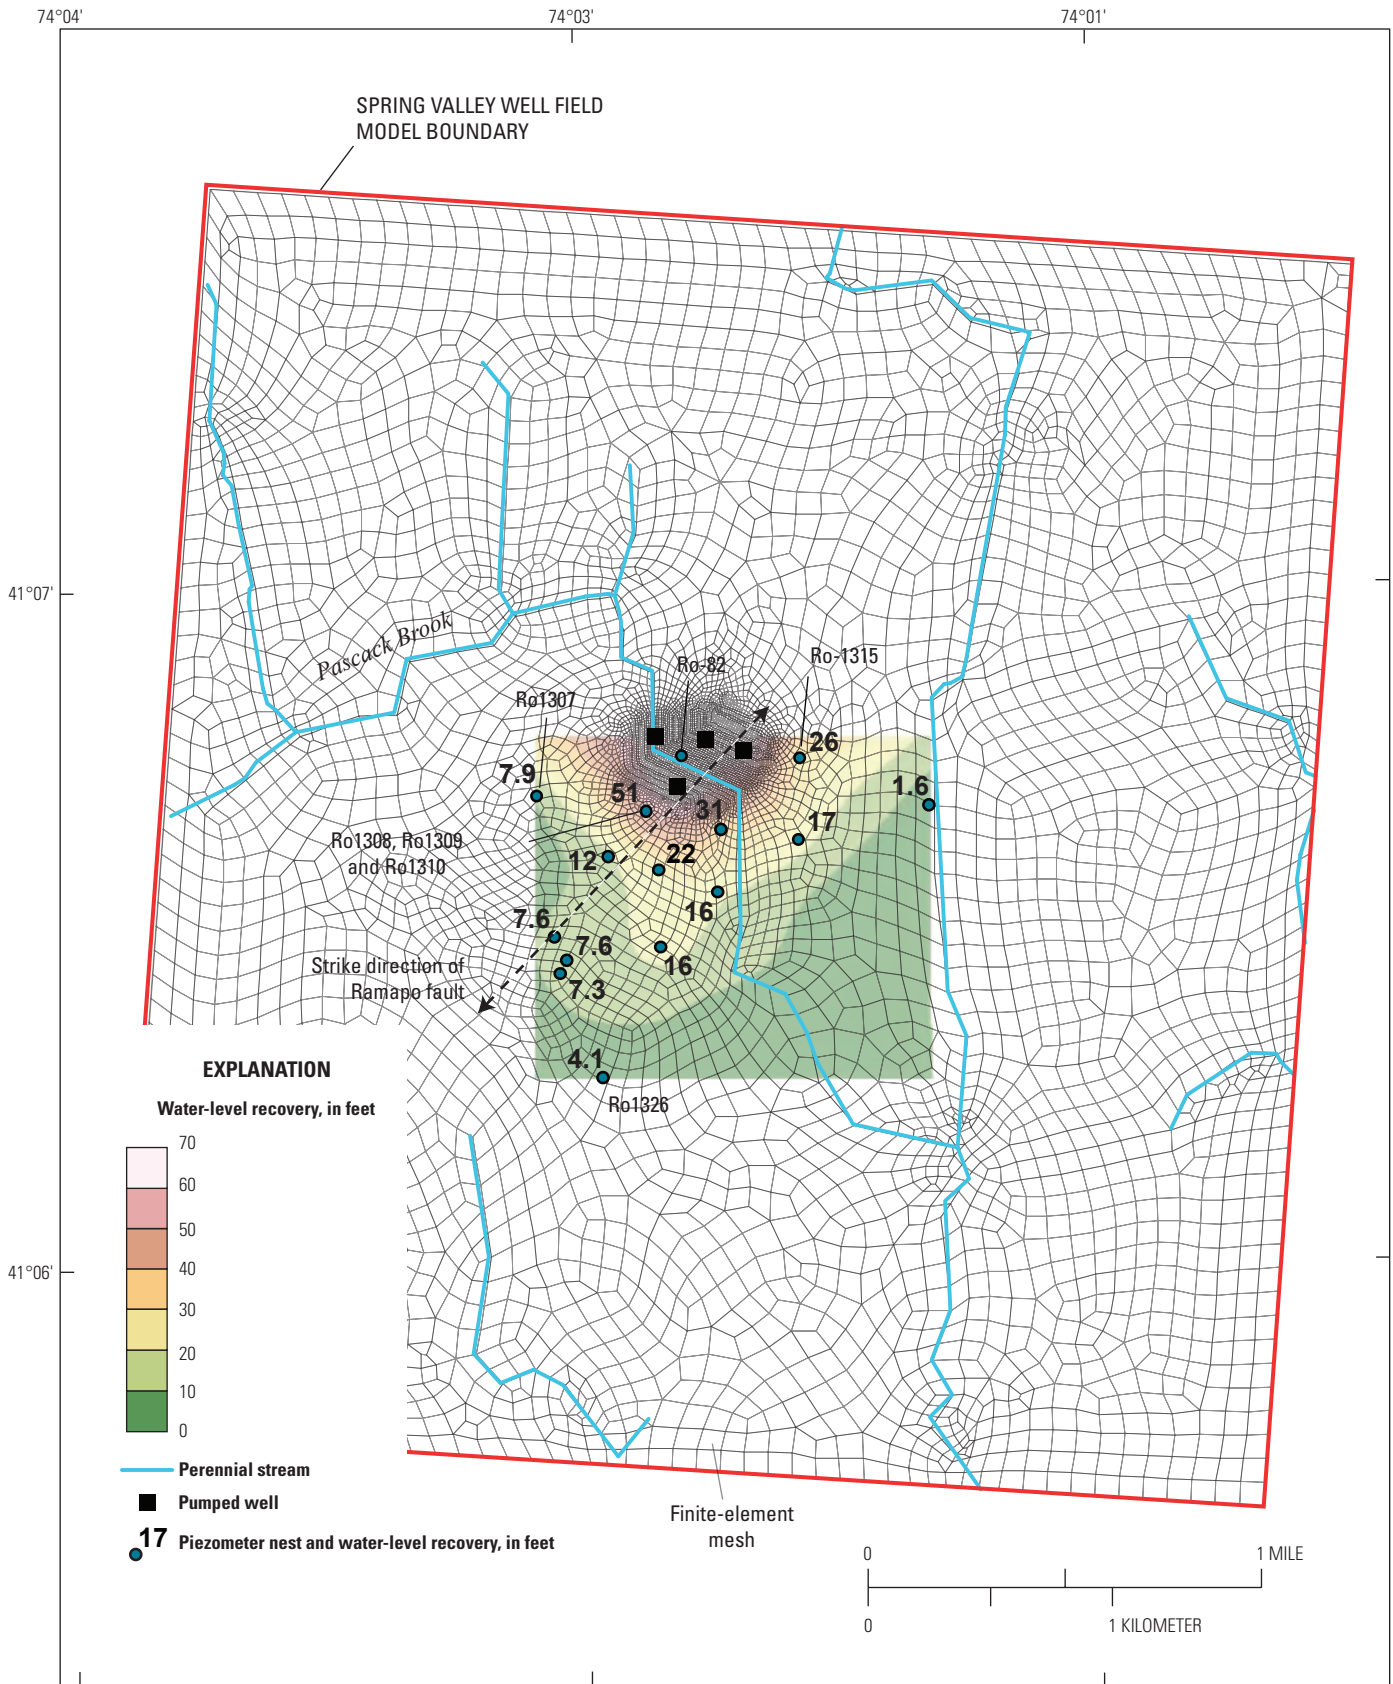 74°04'
74°03'
74°01'
SPRING VALLEY WELL FIELD
MODEL BOUNDARY
41°07'
Pascack Brook
Ro-82
Ro-1315
Ro1307
26
7.9
51
1.6
31
17
Ro1308, Ro1309
and Ro1310
12
22
16
7.6
7.6
16
Strike direction of
Ramapo fault
7.3
4.1
Ro1326
EXPLANATION
Water-level recovery, in feet
70
60
50
40
30
20
10
0
41°06'
Perennial stream
Pumped well
17 Piezometer nest and water-level recovery, in feet
Finite-element
mesh
0 1 MILE
0 1 KILOMETER